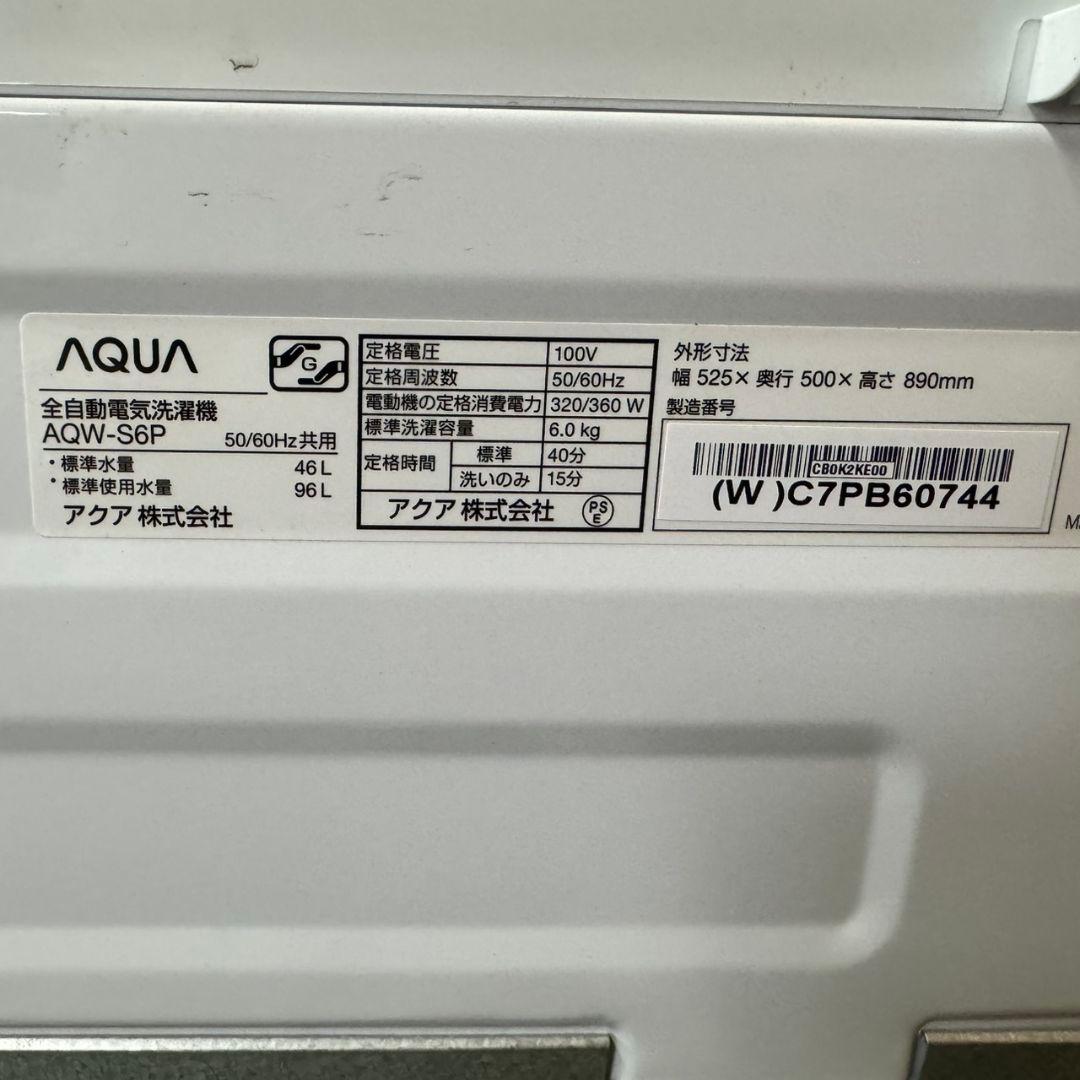 AQUA
G
全自動電気洗濯機
AQW-S6P 50/60Hz共用
・標準水量 46L
・標準使用水量 96L
アクア 株式会社
定格電圧 100V
定格周波数 50/60Hz
電動機の定格消費電力 320/360 W
標準洗濯容量 6.0 kg
定格時間 標準 40分
洗いのみ 15分
アクア 株式会社 PSE
外形寸法
幅 525× 奥行 500× 高さ 890mm
製造番号
CB0K2KE00
(W )C7PB60744